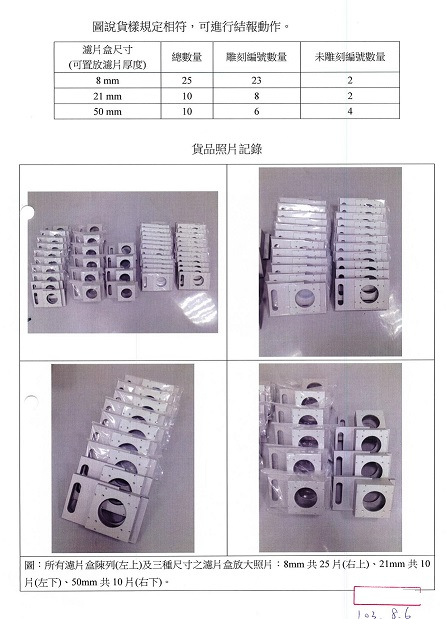 圖說貨樣規定相符，可進行結報動作。
濾片盒尺寸
(可置放濾片厚度)
總數量
雕刻編號數量
未雕刻編號數量
8 mm 25 23 2
21 mm 10 8 2
50 mm 10 6 4
貨品照片記錄
圖：所有濾片盒陳列(左上)及三種尺寸之濾片盒放大照片：8mm 共 25 片(右上)、21mm 共 10
片(左下)、50mm 共 10 片(右下)。
103. 8. 6